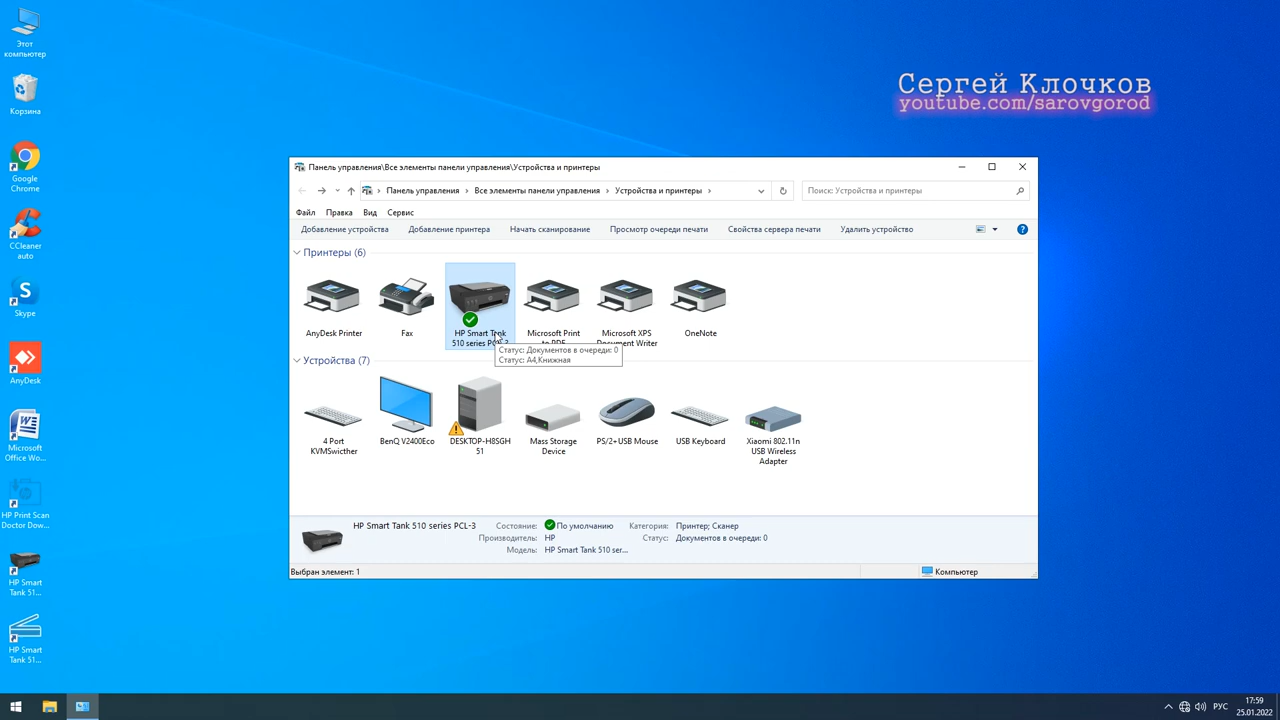 Этот
компьютер
Корзина
Google
Chrome
CCleaner
auto
Skype
AnyDesk
Microsoft
Office Wo...
HP Print Scan
Doctor Dow...
HP Smart
Tank 51...
HP Smart
Tank 51...
Сергей Клочков
youtube.com/sarovgorod
Панель управления\Все элементы панели управления\Устройства и принтеры
Панель управления › Все элементы панели управления › Устройства и принтеры ›
Поиск: Устройства и принтеры
Файл Правка Вид Сервис
Добавление устройства Добавление принтера Начать сканирование Просмотр очереди печати Свойства сервера печати Удалить устройство
Принтеры (6)
AnyDesk Printer
Fax
HP Smart Tank
510 series PCL-3
Microsoft Print
to PDF
Microsoft XPS
Document Writer
OneNote
Статус: Документов в очереди: 0
Статус: A4,Книжная
Устройства (7)
4 Port
KVMSwicther
BenQ V2400Eco
DESKTOP-H8SGH
51
Mass Storage
Device
PS/2+USB Mouse
USB Keyboard
Xiaomi 802.11n
USB Wireless
Adapter
HP Smart Tank 510 series PCL-3
Состояние: По умолчанию
Производитель: HP
Модель: HP Smart Tank 510 ser...
Категория: Принтер; Сканер
Статус: Документов в очереди: 0
Выбран элемент: 1
Компьютер
РУС
17:59
25.01.2022